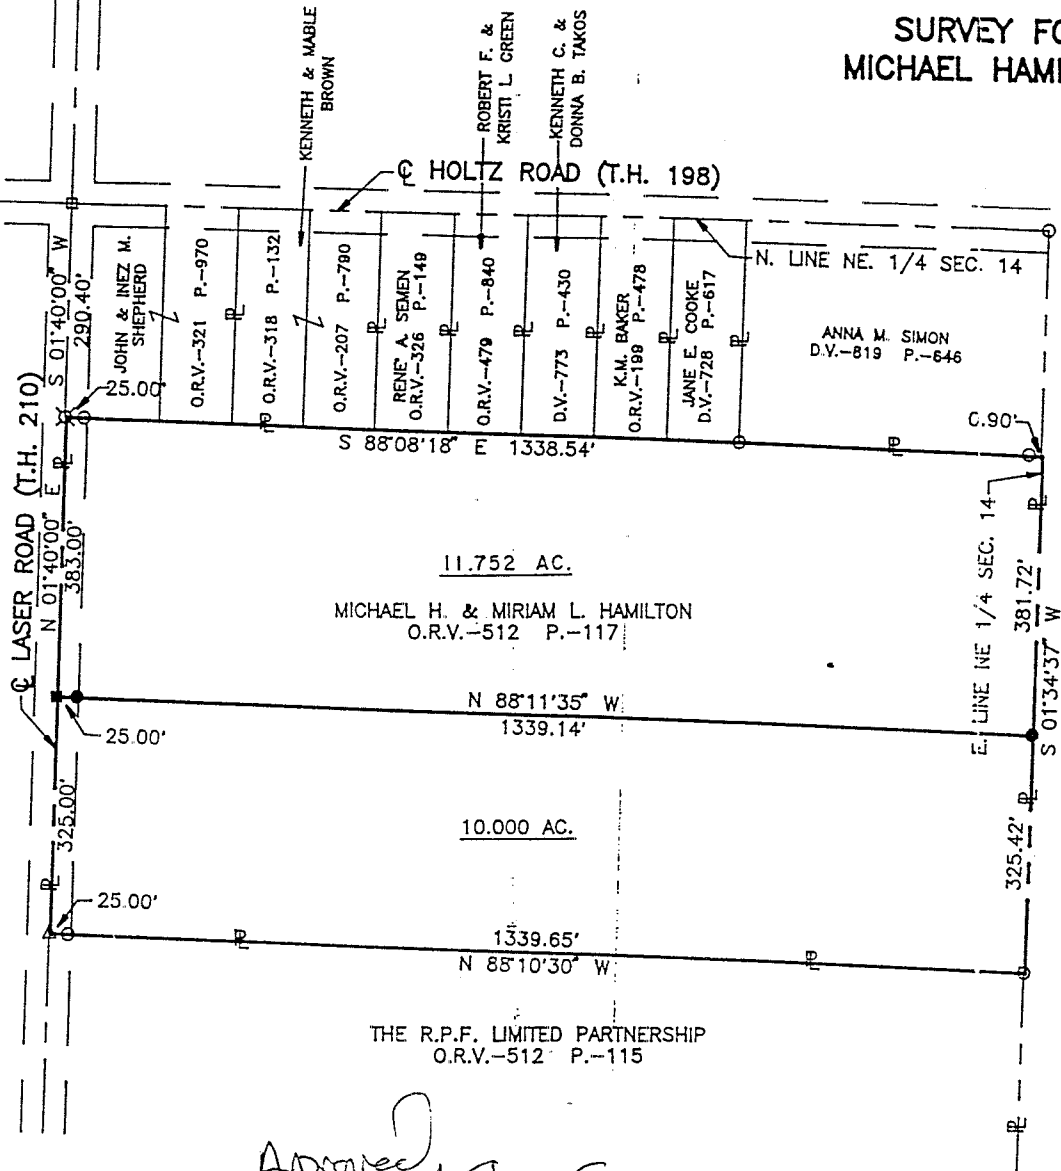 SURVEY FO
MICHAEL HAMI
KENNETH & MABLE
BROWN
ROBERT F. &
KRISTI L. GREEN
KENNETH C. &
DONNA B. TAKOS
℄ HOLTZ ROAD (T.H. 198)
N. LINE NE. 1/4 SEC. 14
S 01°40'00" W
290.40'
JOHN & INEZ M.
SHEPHERD
O.R.V.-321 P.-970
O.R.V.-318 P.-132
O.R.V.-207 P.-790
RENE' A. SEMEN
O.R.V.-326 P.-149
O.R.V.-479 P.-840
D.V.-773 P.-430
K.M. BAKER
O.R.V.-199 P.-478
JANE E. COOKE
D.V.-728 P.-617
ANNA M. SIMON
D.V.-819 P.-646
25.00'
0.90'
S 88°08'18" E 1338.54'
℄ LASER ROAD (T.H. 210)
N 01°40'00" E
383.00'
11.752 AC.
MICHAEL H. & MIRIAM L. HAMILTON
O.R.V.-512 P.-117
E. LINE NE 1/4 SEC. 14
381.72'
S 01°34'37" W
N 88°11'35" W
1339.14'
25.00'
325.00'
10.000 AC.
325.42'
25.00'
1339.65'
N 88°10'30" W
THE R.P.F. LIMITED PARTNERSHIP
O.R.V.-512 P.-115
Approved